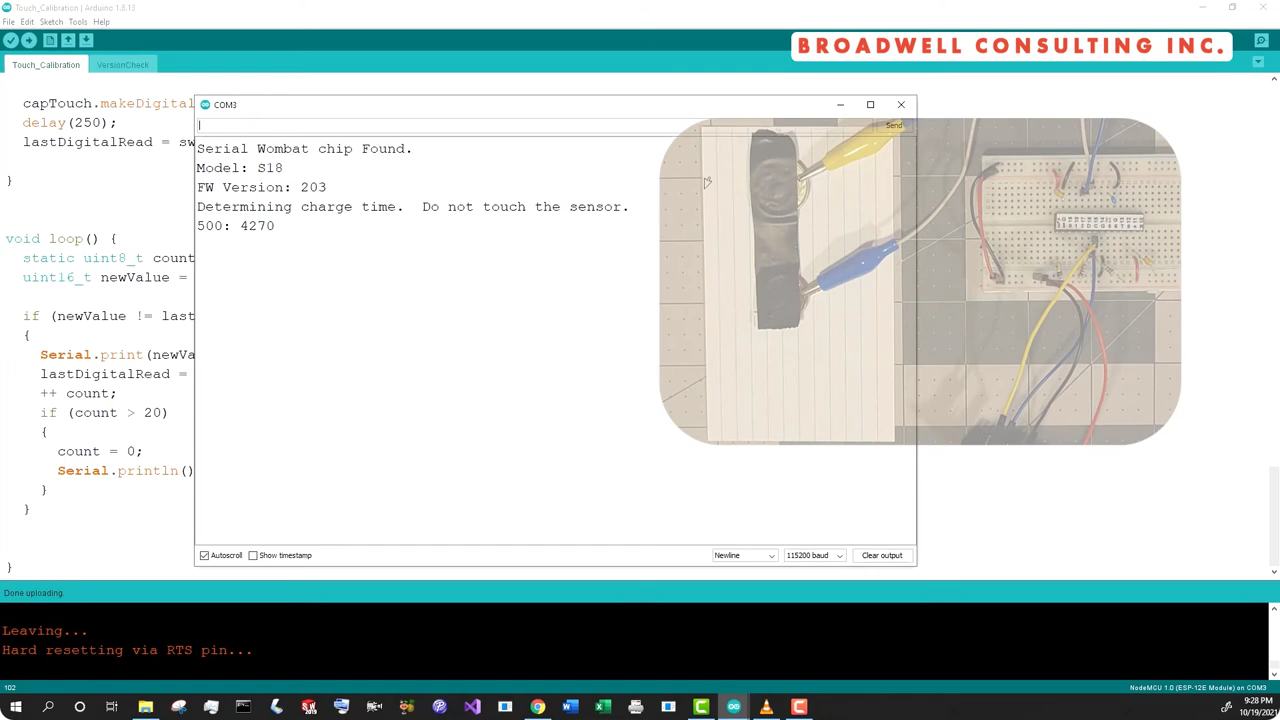 Touch_Calibration | Arduino 1.8.13
File Edit Sketch Tools Help
BROADWELL CONSULTING INC.
Touch_Calibration VersionCheck
capTouch.makeDigital
delay(250);
lastDigitalRead = sw
}
void loop() {
static uint8_t count
uint16_t newValue =
if (newValue != last
{
Serial.print(newVa
lastDigitalRead =
++ count;
if (count > 20)
{
count = 0;
Serial.println()
}
}
}
COM3
Send
Serial Wombat chip Found.
Model: S18
FW Version: 203
Determining charge time. Do not touch the sensor.
500: 4270
Autoscroll Show timestamp Newline 115200 baud Clear output
Done uploading.
Leaving...
Hard resetting via RTS pin...
102 NodeMCU 1.0 (ESP-12E Module) on COM3
9:28 PM
10/19/2021